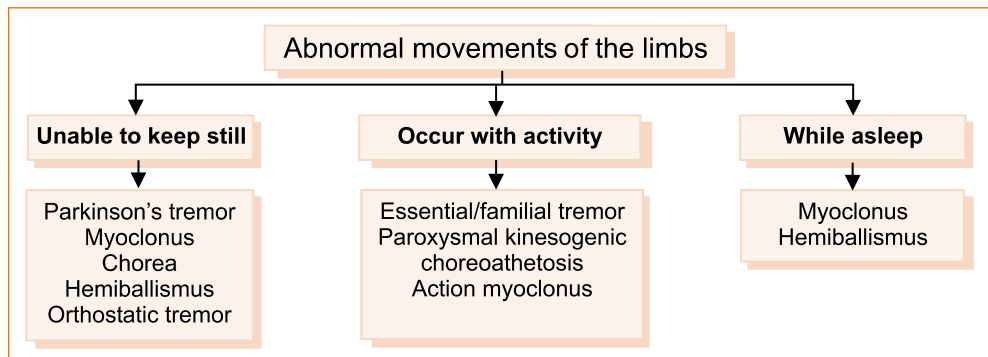 Abnormal movements of the limbs
Unable to keep still
Parkinson's tremor
Myoclonus
Chorea
Hemiballismus
Orthostatic tremor
Occur with activity
Essential/familial tremor
Paroxysmal kinesogenic
choreoathetosis
Action myoclonus
While asleep
Myoclonus
Hemiballismus